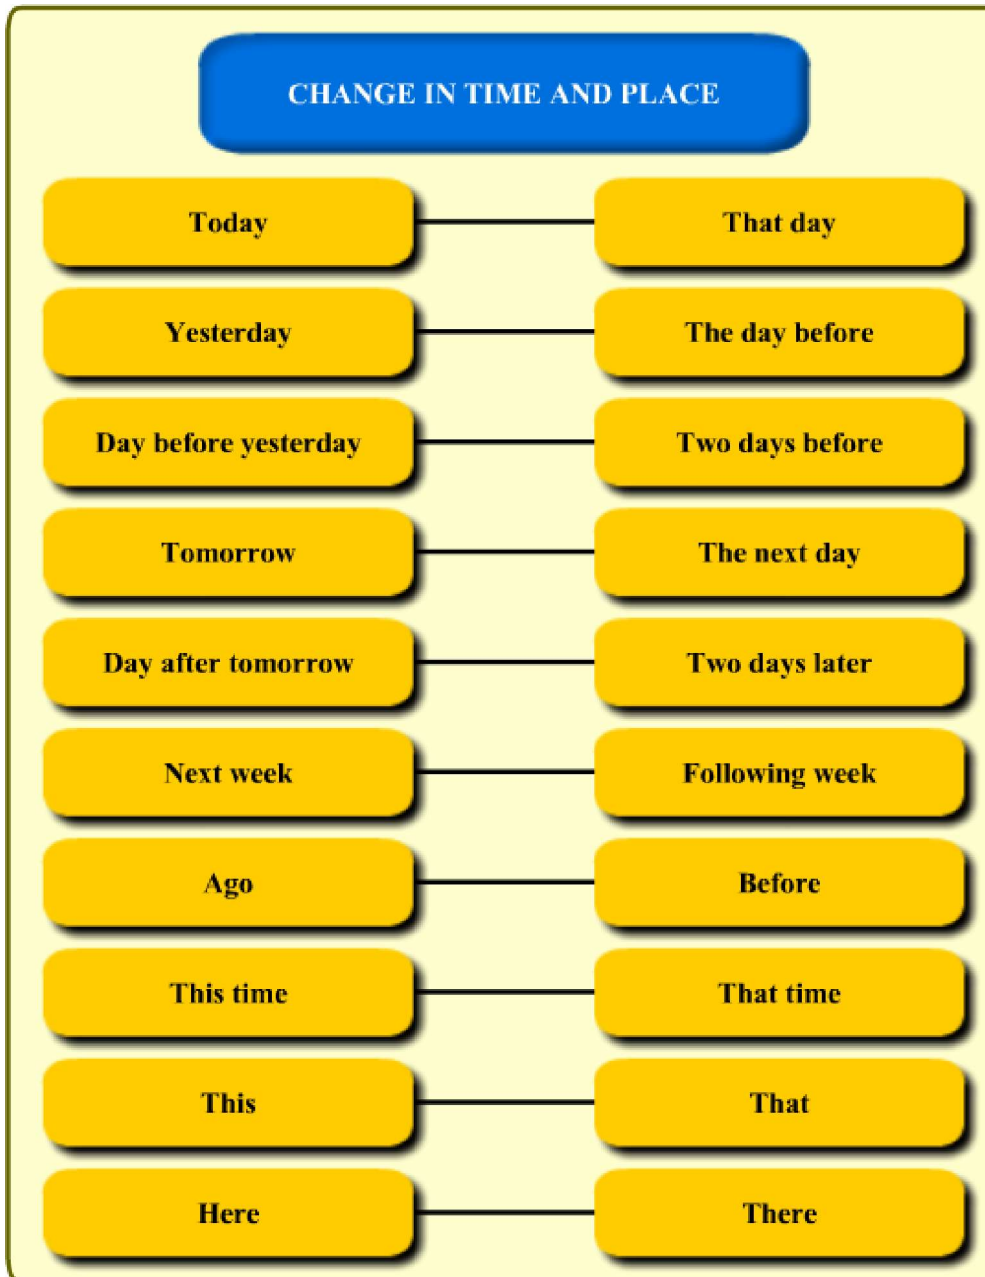 CHANGE IN TIME AND PLACE
Today
That day
Yesterday
The day before
Day before yesterday
Two days before
Tomorrow
The next day
Day after tomorrow
Two days later
Next week
Following week
Ago
Before
This time
That time
This
That
Here
There